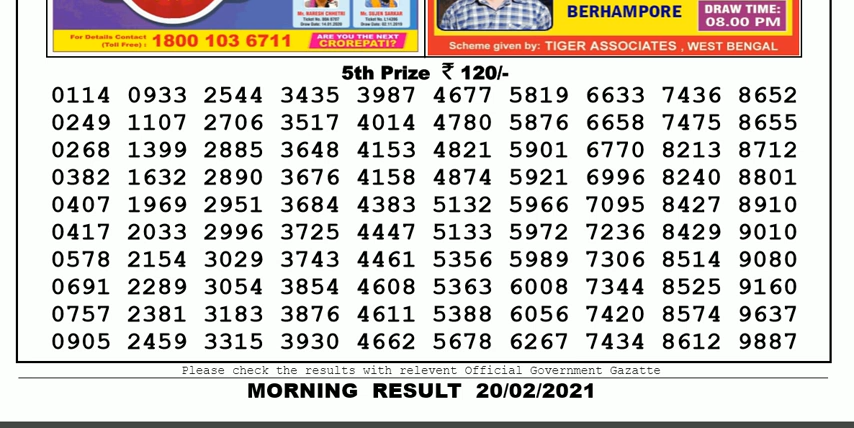 Mr. NARESH CHHETRI
Mr. SUJEN SARKAR
For Details Contact
(Toll Free) : 1800 103 6711
ARE YOU THE NEXT
CROREPATI?
BERHAMPORE
DRAW TIME:
08.00 PM
Scheme given by: TIGER ASSOCIATES , WEST BENGAL
5th Prize ₹ 120/-
0114 0933 2544 3435 3987 4677 5819 6633 7436 8652
0249 1107 2706 3517 4014 4780 5876 6658 7475 8655
0268 1399 2885 3648 4153 4821 5901 6770 8213 8712
0382 1632 2890 3676 4158 4874 5921 6996 8240 8801
0407 1969 2951 3684 4383 5132 5966 7095 8427 8910
0417 2033 2996 3725 4447 5133 5972 7236 8429 9010
0578 2154 3029 3743 4461 5356 5989 7306 8514 9080
0691 2289 3054 3854 4608 5363 6008 7344 8525 9160
0757 2381 3183 3876 4611 5388 6056 7420 8574 9637
0905 2459 3315 3930 4662 5678 6267 7434 8612 9887
Please check the results with relevent Official Government Gazatte
MORNING RESULT 20/02/2021